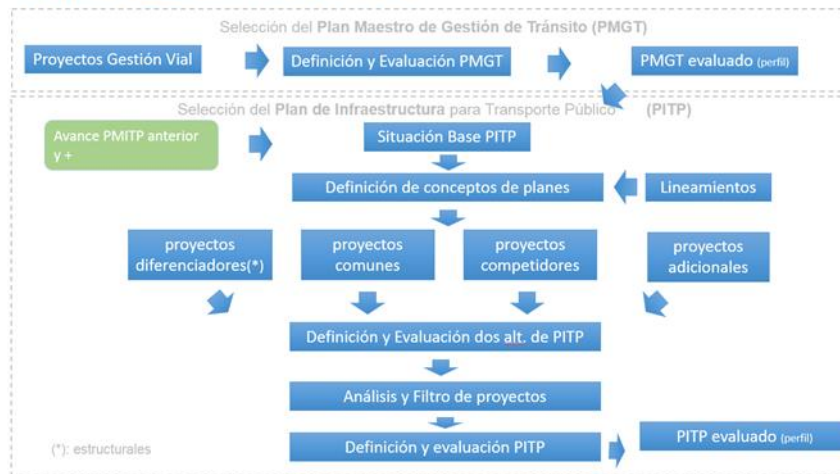 Selección del Plan Maestro de Gestión de Tránsito (PMGT)
Proyectos Gestión Vial
Definición y Evaluación PMGT
PMGT evaluado (perfil)
Selección del Plan de Infraestructura para Transporte Público (PITP)
Avance PMITP anterior
y +
Situación Base PITP
Definición de conceptos de planes
Lineamientos
proyectos
diferenciadores(*)
proyectos
comunes
proyectos
competidores
proyectos
adicionales
Definición y Evaluación dos alt. de PITP
Análisis y Filtro de proyectos
Definición y evaluación PITP
PITP evaluado (perfil)
(*): estructurales